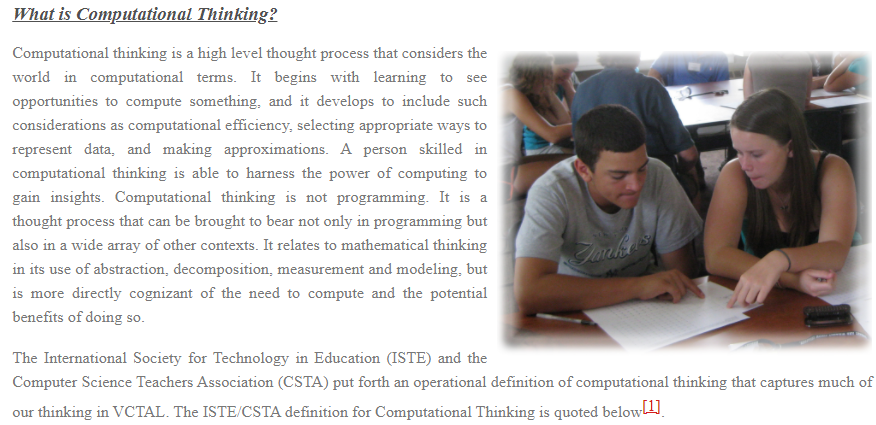 What is Computational Thinking?
Computational thinking is a high level thought process that considers the
world in computational terms. It begins with learning to see
opportunities to compute something, and it develops to include such
considerations as computational efficiency, selecting appropriate ways to
represent data, and making approximations. A person skilled in
computational thinking is able to harness the power of computing to
gain insights. Computational thinking is not programming. It is a
thought process that can be brought to bear not only in programming but
also in a wide array of other contexts. It relates to mathematical thinking
in its use of abstraction, decomposition, measurement and modeling, but
is more directly cognizant of the need to compute and the potential
benefits of doing so.
Yankees
The International Society for Technology in Education (ISTE) and the
Computer Science Teachers Association (CSTA) put forth an operational definition of computational thinking that captures much of
our thinking in VCTAL. The ISTE/CSTA definition for Computational Thinking is quoted below[1].